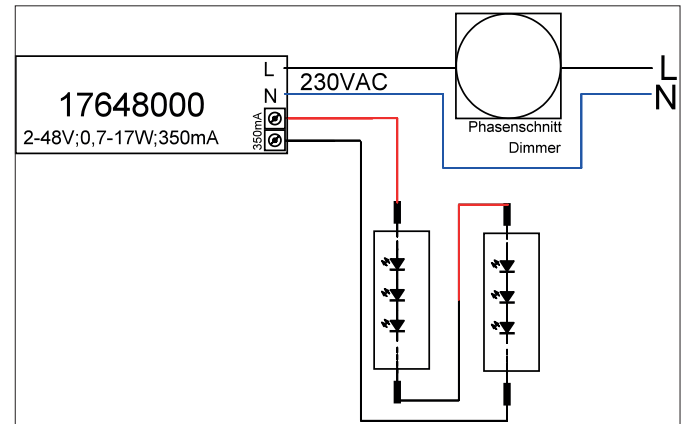 L
230VAC
L
N
17648000
N
2-48V;0,7-17W;350mA
350mA
Phasenschnitt
Dimmer